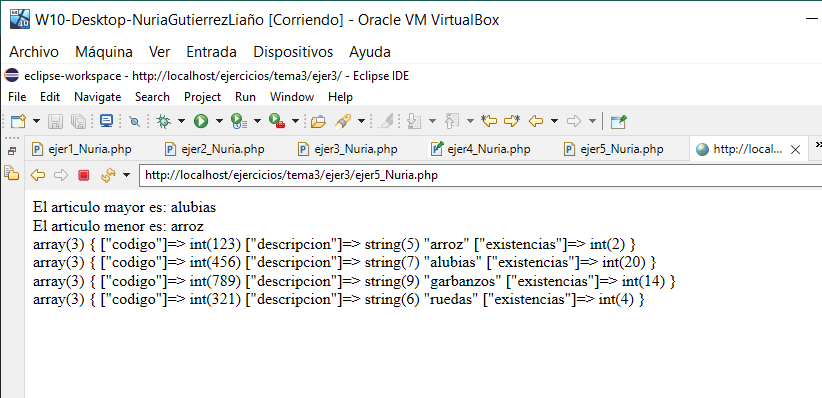 W10-Desktop-NuriaGutierrezLiaño [Corriendo] - Oracle VM VirtualBox
Archivo Máquina Ver Entrada Dispositivos Ayuda
eclipse-workspace - http://localhost/ejercicios/tema3/ejer3/ - Eclipse IDE
File Edit Navigate Search Project Run Window Help
ejer1_Nuria.php ejer2_Nuria.php ejer3_Nuria.php ejer4_Nuria.php ejer5_Nuria.php http://local...
http://localhost/ejercicios/tema3/ejer3/ejer5_Nuria.php
El articulo mayor es: alubias
El articulo menor es: arroz
array(3) { ["codigo"]=> int(123) ["descripcion"]=> string(5) "arroz" ["existencias"]=> int(2) }
array(3) { ["codigo"]=> int(456) ["descripcion"]=> string(7) "alubias" ["existencias"]=> int(20) }
array(3) { ["codigo"]=> int(789) ["descripcion"]=> string(9) "garbanzos" ["existencias"]=> int(14) }
array(3) { ["codigo"]=> int(321) ["descripcion"]=> string(6) "ruedas" ["existencias"]=> int(4) }